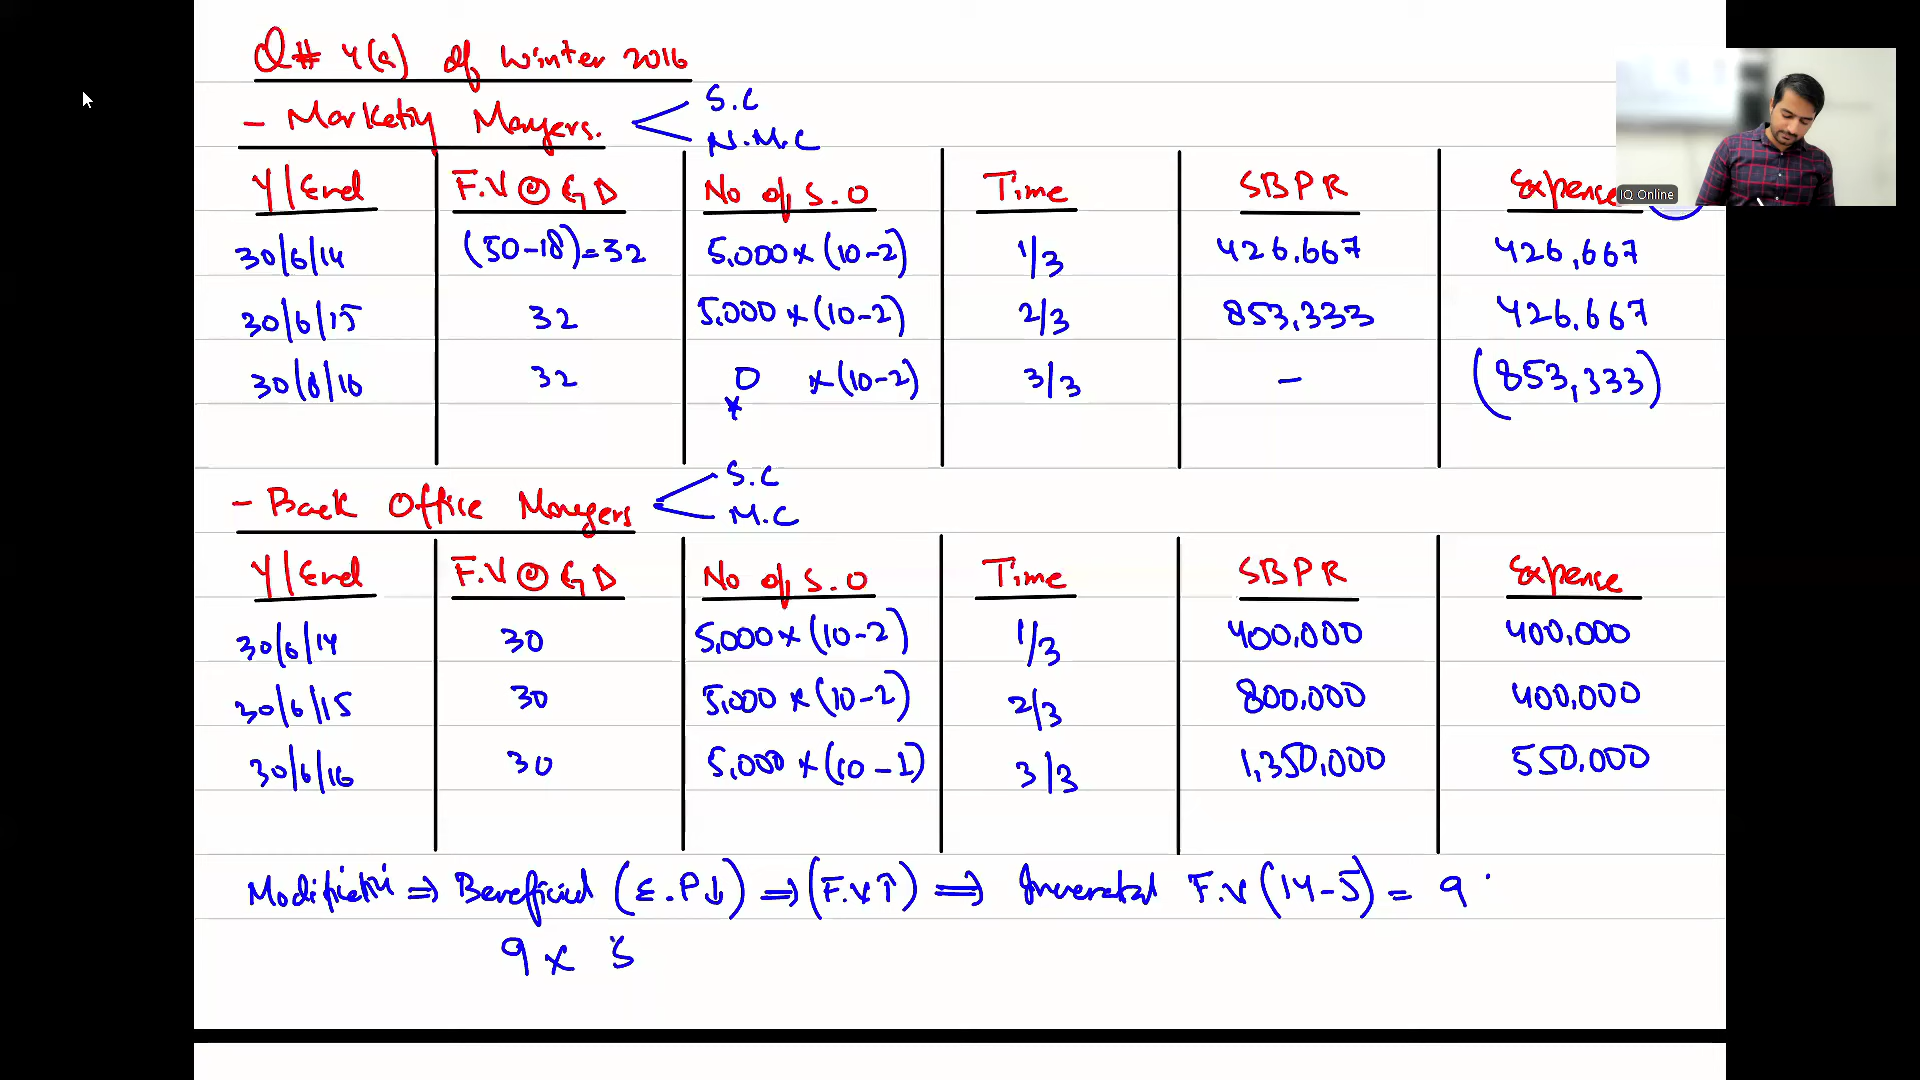 Q# 4(a) of Winter 2016
- Marketing Managers. S.C
N.M.C
Y/End F.V @ G D No of S.O Time SBPR Expense
IQ Online
30/6/14 (50-18)=32 5,000 x (10-2) 1/3 426,667 426,667
30/6/15 32 5,000 x (10-2) 2/3 853,333 426,667
30/6/16 32 0 x (10-2) 3/3 - (853,333)
*
- Back Office Managers S.C
M.C
Y/End F.V @ G D No of S.O Time SBPR Expense
30/6/14 30 5,000 x (10-2) 1/3 400,000 400,000
30/6/15 30 5,000 x (10-2) 2/3 800,000 400,000
30/6/16 30 5,000 x (10-1) 3/3 1,350,000 550,000
Modification ⇒ Beneficial (E.P↓) ⇒ (F.V↑) ⇒ Incremental F.V (14-5) = 9
9 x 5